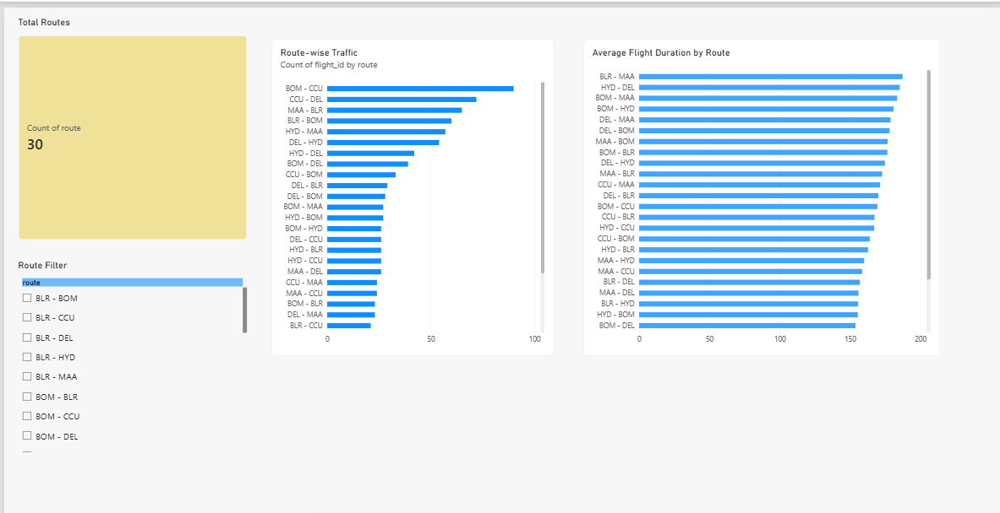 Total Routes
Count of route
30
Route Filter
route
BLR - BOM
BLR - CCU
BLR - DEL
BLR - HYD
BLR - MAA
BOM - BLR
BOM - CCU
BOM - DEL
Route-wise Traffic
Count of flight_id by route
BOM - CCU
CCU - DEL
MAA - BLR
BLR - BOM
HYD - MAA
DEL - HYD
HYD - DEL
BOM - DEL
CCU - BOM
DEL - BLR
DEL - BOM
BOM - MAA
HYD - BOM
BOM - HYD
DEL - CCU
HYD - BLR
HYD - CCU
MAA - DEL
CCU - MAA
MAA - CCU
BOM - BLR
DEL - MAA
BLR - CCU
0 50 100
Average Flight Duration by Route
BLR - MAA
HYD - DEL
BOM - MAA
BOM - HYD
DEL - MAA
DEL - BOM
MAA - BOM
BOM - BLR
DEL - HYD
MAA - BLR
CCU - MAA
DEL - BLR
BOM - CCU
CCU - BLR
HYD - CCU
CCU - BOM
HYD - BLR
MAA - HYD
MAA - CCU
BLR - DEL
MAA - DEL
BLR - HYD
HYD - BOM
BOM - DEL
0 50 100 150 200